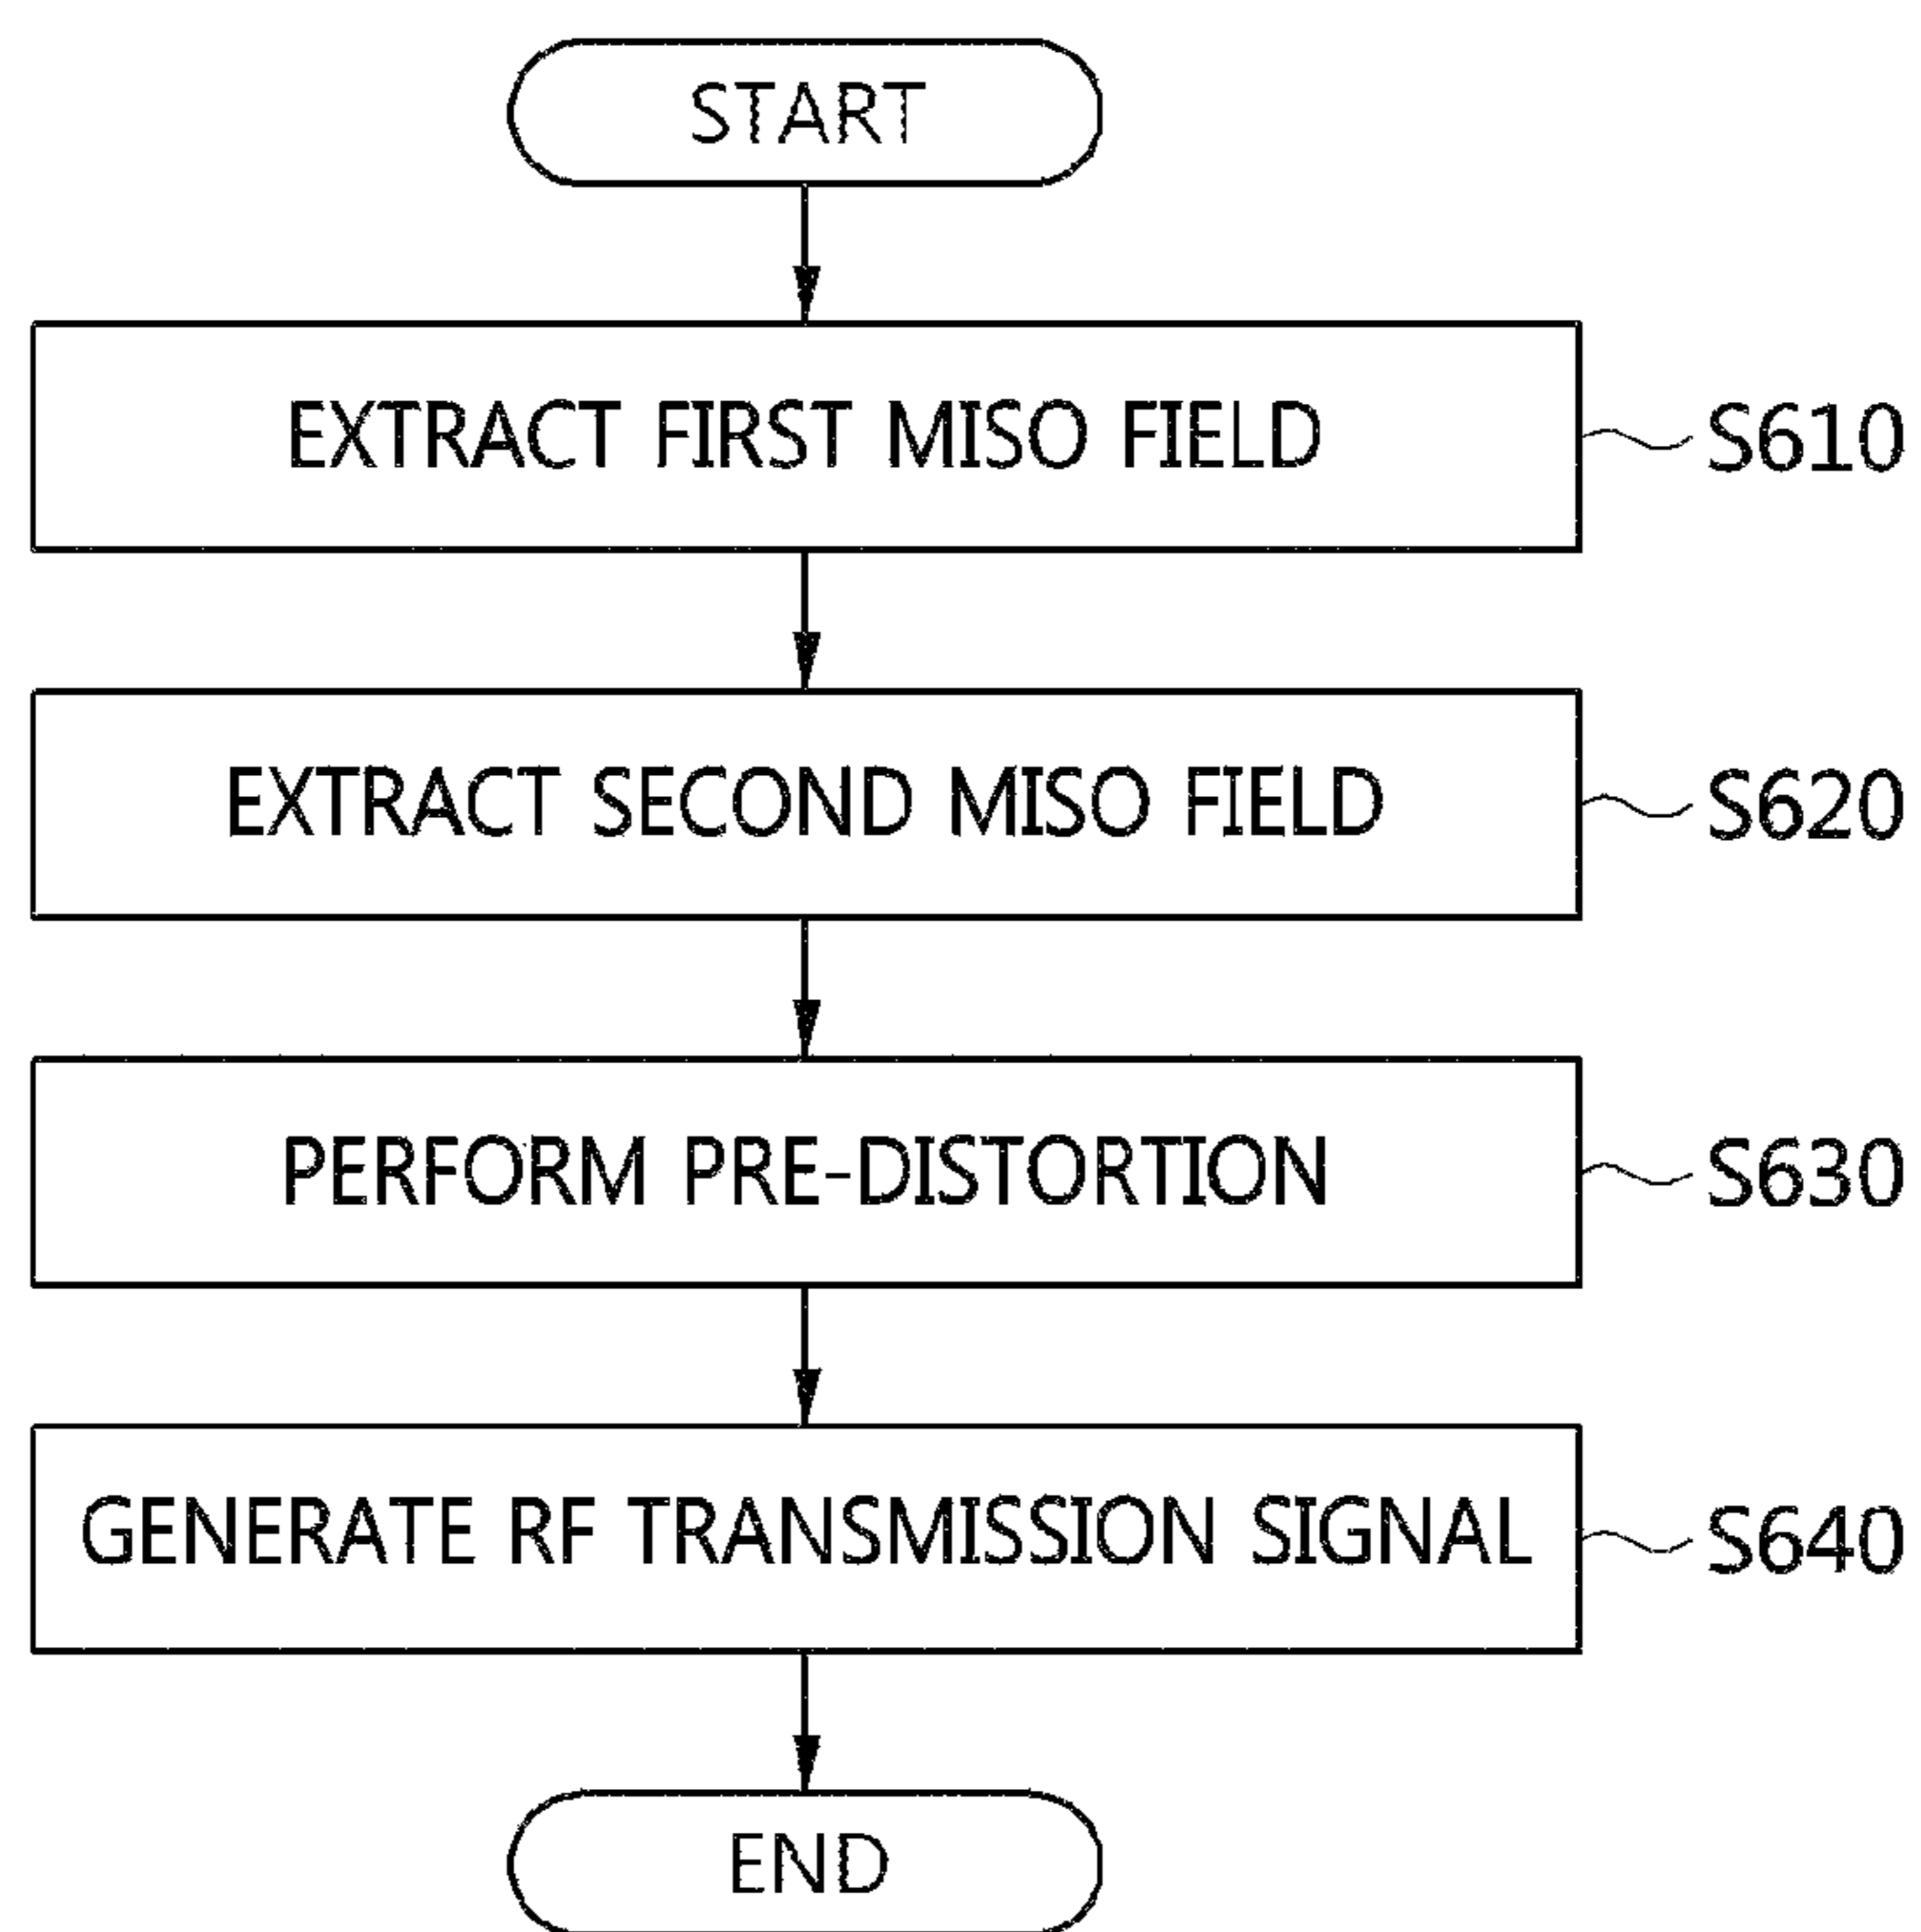 START
EXTRACT FIRST MISO FIELD
S610
EXTRACT SECOND MISO FIELD
S620
PERFORM PRE-DISTORTION
S630
GENERATE RF TRANSMISSION SIGNAL
S640
END